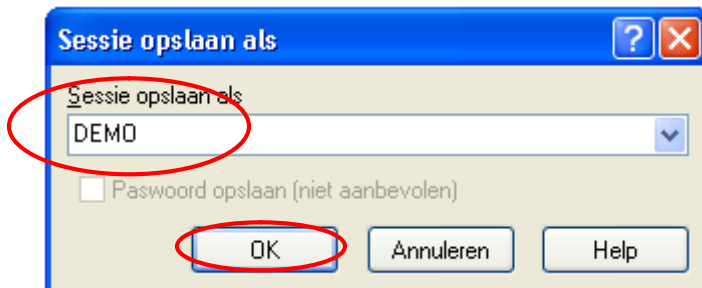 Sessie opslaan als
Sessie opslaan als
DEMO
Paswoord opslaan (niet aanbevolen)
OK Annuleren Help